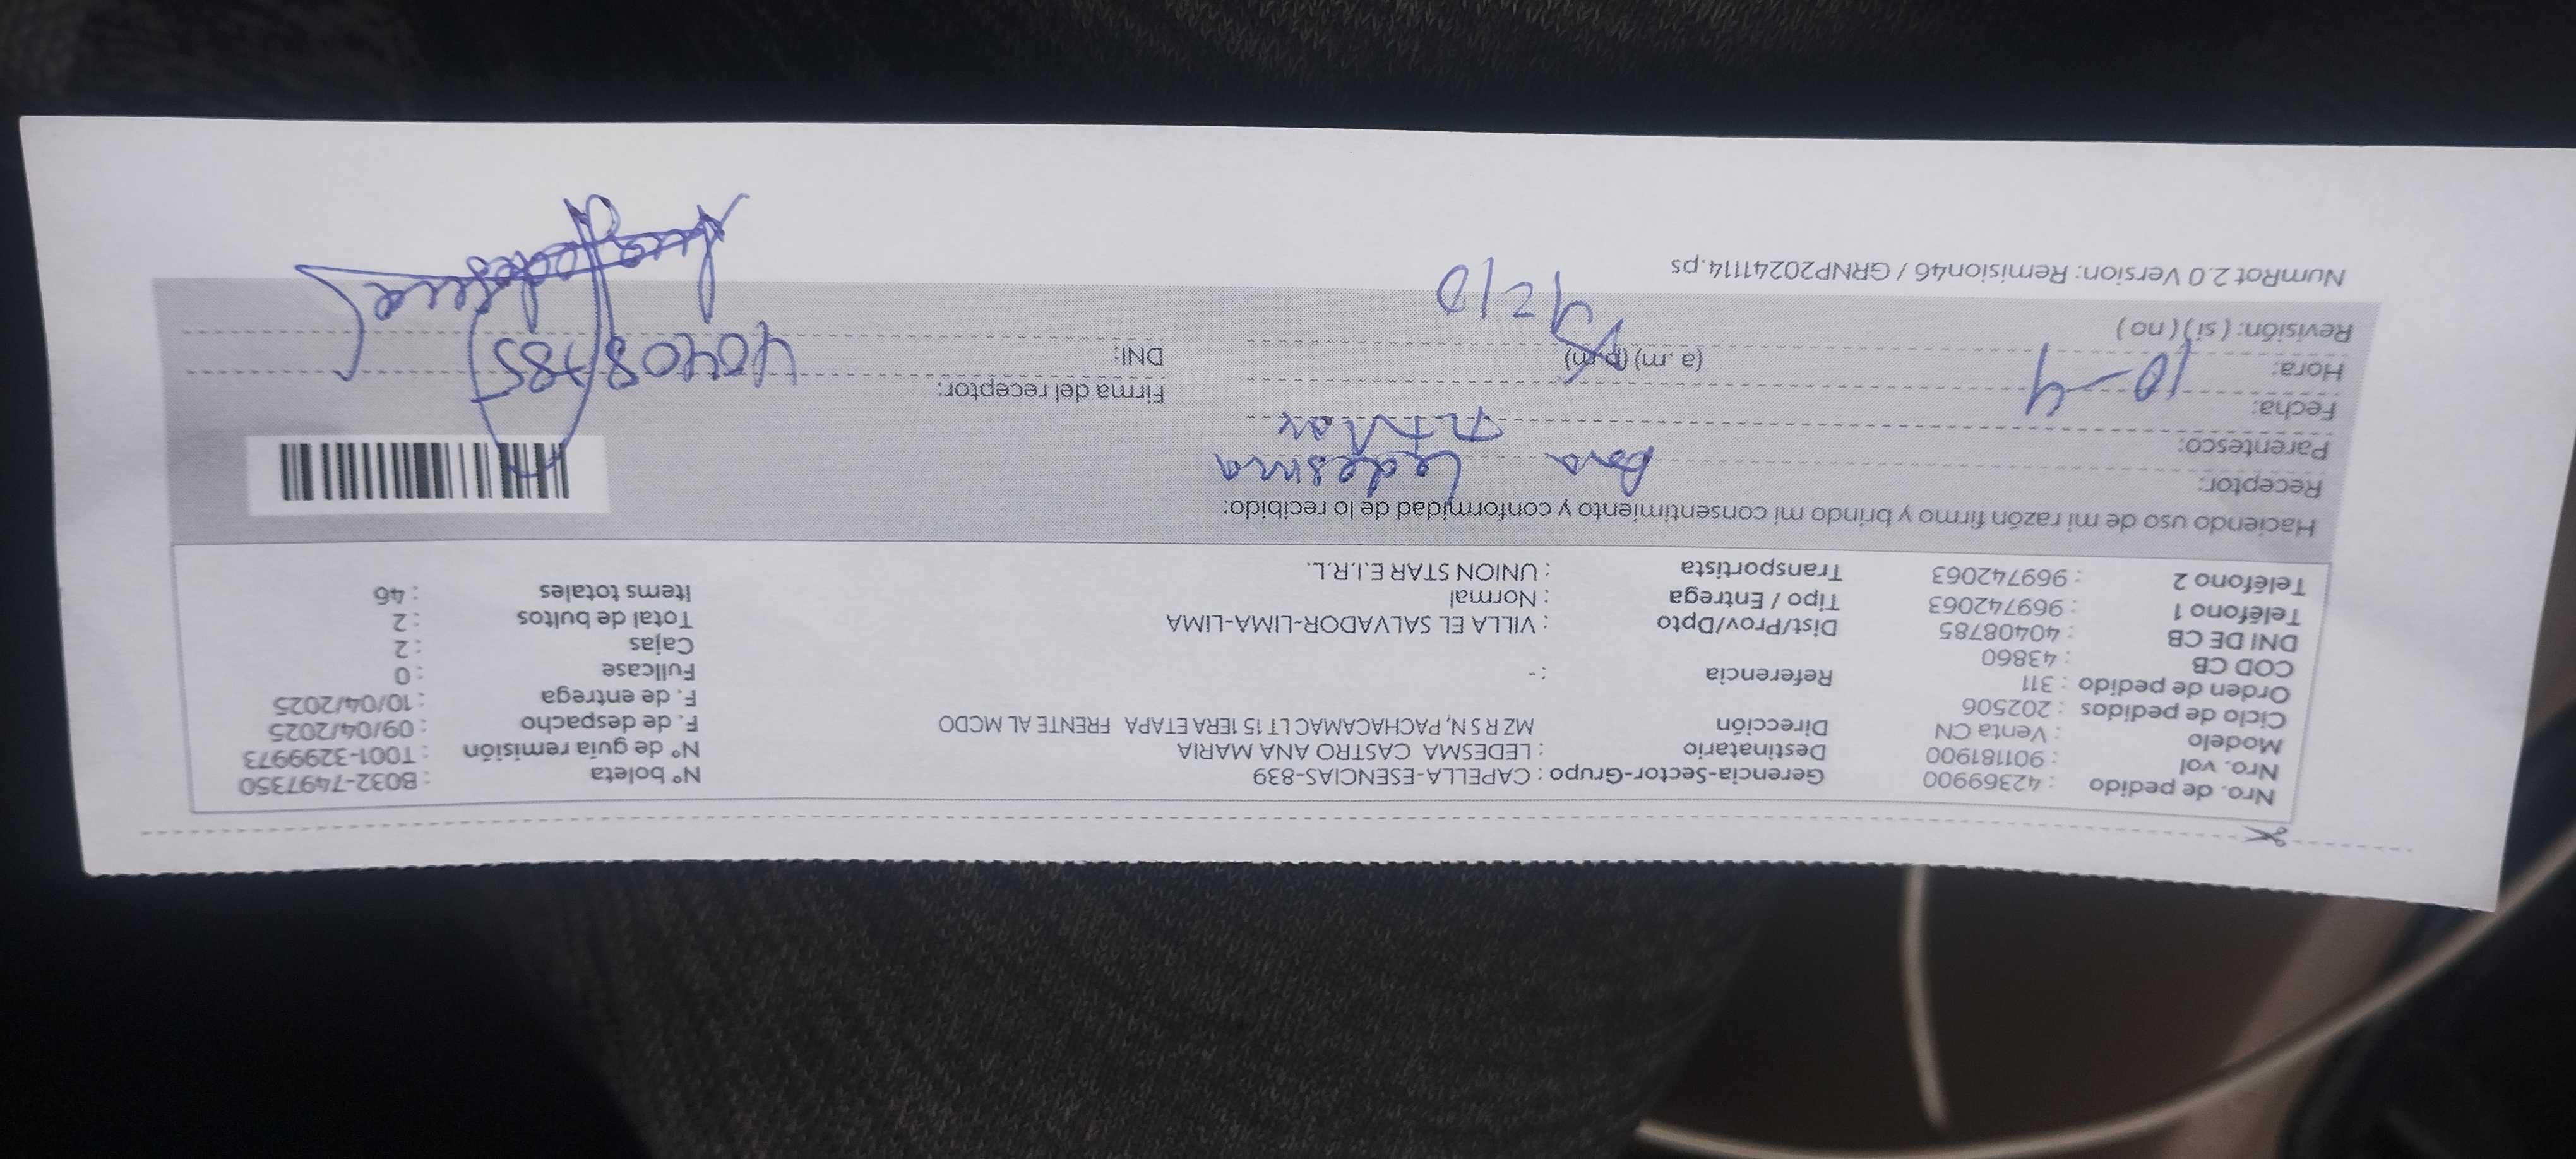 Nro. de pedido : 42369900 Gerencia-Sector-Grupo : CAPELLA-ESENCIAS-839 N° boleta : B032-7497350
Nro. vol : 901181900 Destinatario : LEDESMA CASTRO ANA MARIA N° de guía remisión : T001-3299973
Modelo : Venta CN Dirección MZ R S N, PACHACAMAC LT 15 1ERA ETAPA FRENTE AL MCDO F. de despacho : 09/04/2025
Ciclo de pedidos : 202506 F. de entrega : 10/04/2025
Orden de pedido : 311 Referencia : - Fullcase : 0
COD CB : 43860 Cajas : 2
DNI DE CB : 40408785 Dist/Prov/Dpto : VILLA EL SALVADOR-LIMA-LIMA Total de bultos : 2
Teléfono 1 : 969742063 Tipo / Entrega : Normal Items totales : 46
Teléfono 2 : 969742063 Transportista : UNION STAR E.I.R.L.
Haciendo uso de mi razón firmo y brindo mi consentimiento y conformidad de lo recibido:
Receptor: Ana Ledesma
Parentesco: Titular
Fecha: 10-4 Firma del receptor:
Hora: (a.m) (p.m) DNI: 40408785
Revisión: ( si ) ( no )
NumRot 2.0 Version: Remision46 / GRNP20241114.ps